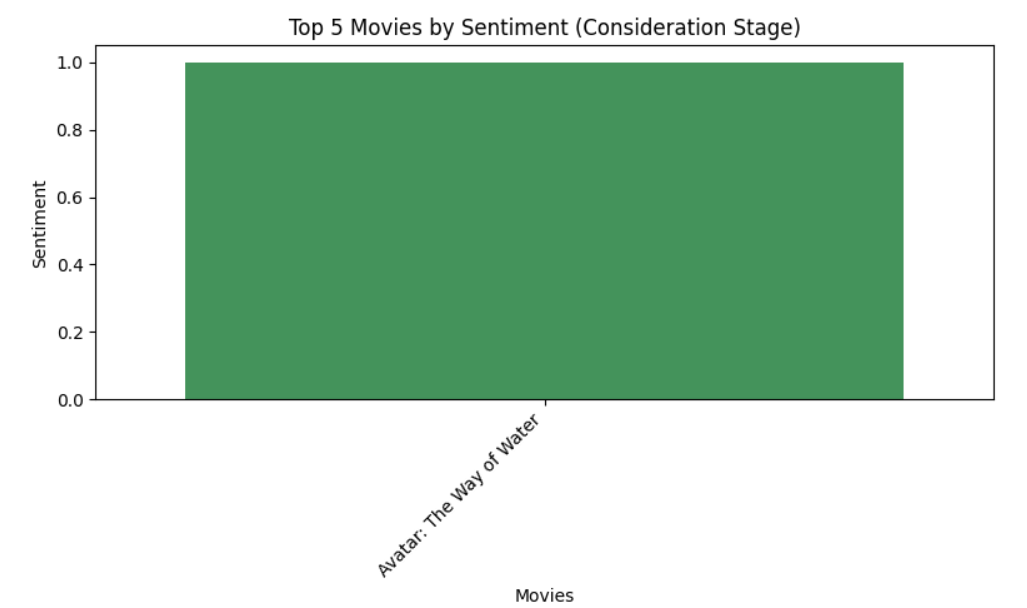 Top 5 Movies by Sentiment (Consideration Stage)
Sentiment
1.0
0.8
0.6
0.4
0.2
0.0
Avatar: The Way of Water
Movies